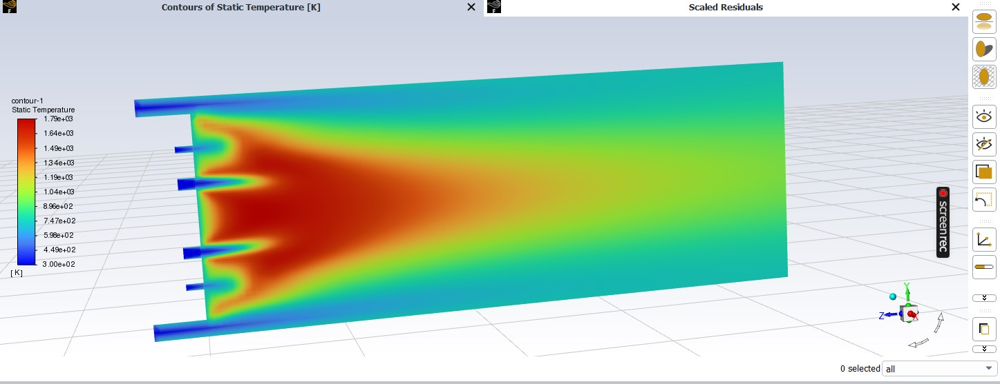 Contours of Static Temperature [K]
Scaled Residuals
contour-1
Static Temperature
1.79e+03
1.64e+03
1.49e+03
1.34e+03
1.19e+03
1.04e+03
8.96e+02
7.47e+02
5.98e+02
4.49e+02
3.00e+02
[K]
screenrec
Y
Z
X
0 selected all